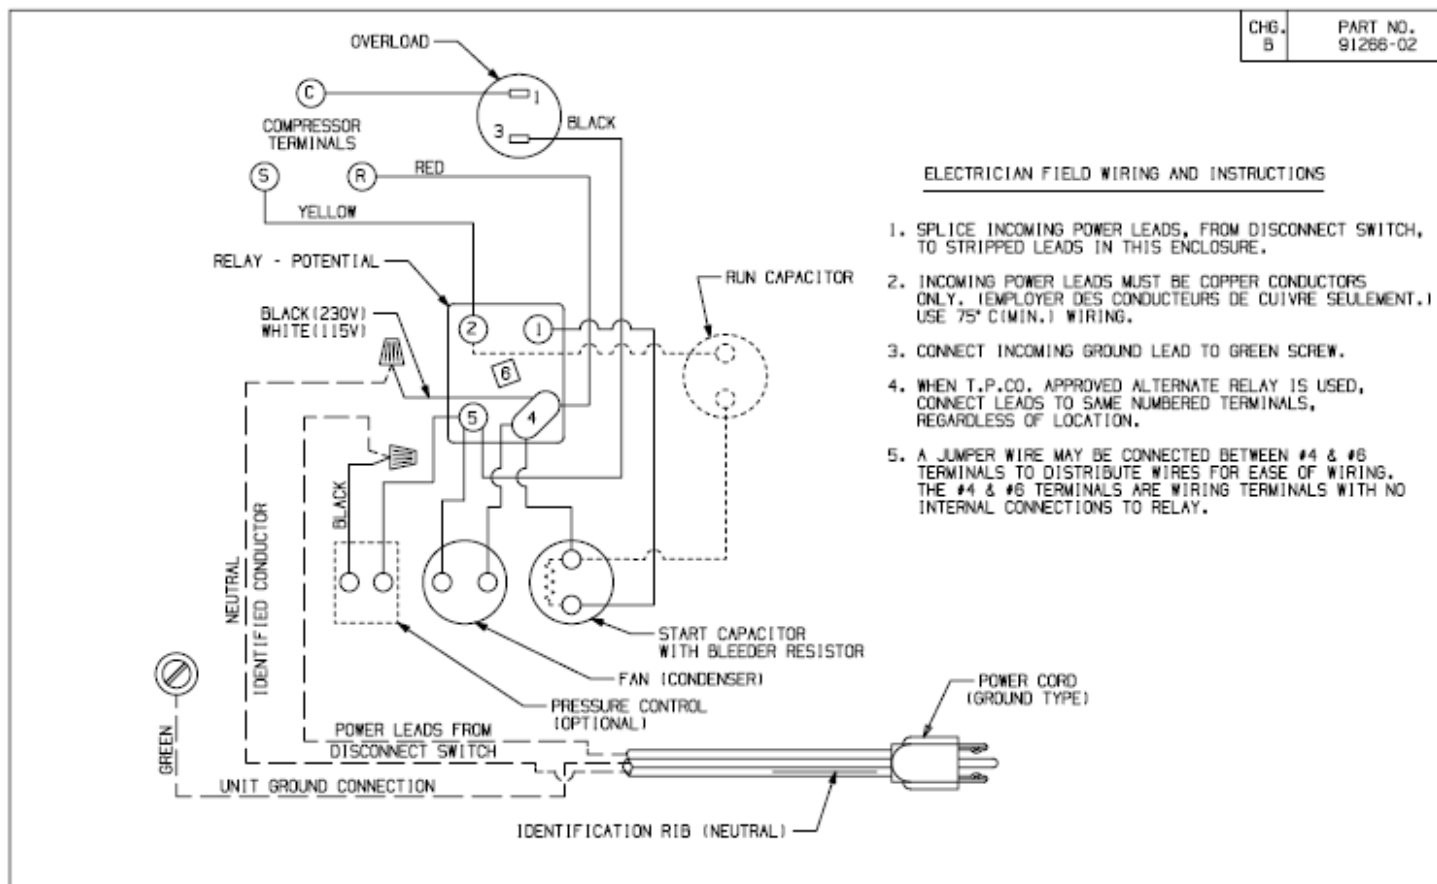 CHG. PART NO.
B 91266-02
OVERLOAD
C
1
3
BLACK
COMPRESSOR
TERMINALS
S
R
RED
YELLOW
RELAY - POTENTIAL
BLACK(230V)
WHITE(115V)
2
1
6
5
4
RUN CAPACITOR
ELECTRICIAN FIELD WIRING AND INSTRUCTIONS
1. SPLICE INCOMING POWER LEADS, FROM DISCONNECT SWITCH,
TO STRIPPED LEADS IN THIS ENCLOSURE.
2. INCOMING POWER LEADS MUST BE COPPER CONDUCTORS
ONLY. (EMPLOYER DES CONDUCTEURS DE CUIVRE SEULEMENT.)
USE 75° C(MIN.) WIRING.
3. CONNECT INCOMING GROUND LEAD TO GREEN SCREW.
4. WHEN T.P.CO. APPROVED ALTERNATE RELAY IS USED,
CONNECT LEADS TO SAME NUMBERED TERMINALS,
REGARDLESS OF LOCATION.
5. A JUMPER WIRE MAY BE CONNECTED BETWEEN #4 & #6
TERMINALS TO DISTRIBUTE WIRES FOR EASE OF WIRING.
THE #4 & #6 TERMINALS ARE WIRING TERMINALS WITH NO
INTERNAL CONNECTIONS TO RELAY.
BLACK
NEUTRAL
IDENTIFIED CONDUCTOR
START CAPACITOR
WITH BLEEDER RESISTOR
FAN (CONDENSER)
PRESSURE CONTROL
(OPTIONAL)
POWER CORD
(GROUND TYPE)
GREEN
POWER LEADS FROM
DISCONNECT SWITCH
UNIT GROUND CONNECTION
IDENTIFICATION RIB (NEUTRAL)